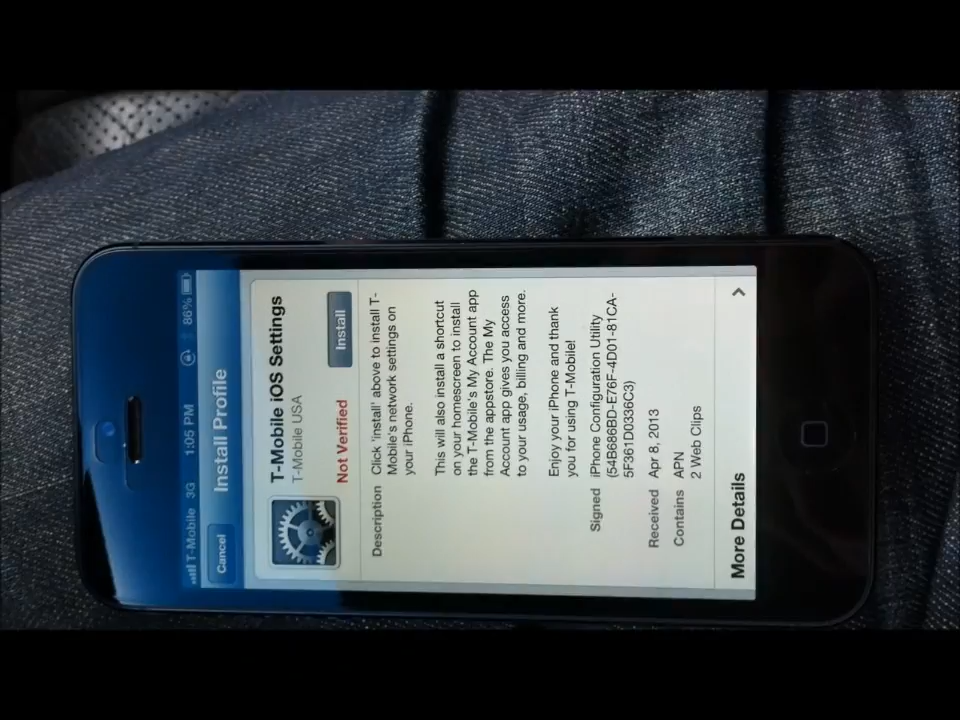 T-Mobile 3G 1:05 PM 86%
Cancel Install Profile
T-Mobile iOS Settings
T-Mobile USA
Not Verified Install
Description Click 'install' above to install T-
Mobile's network settings on
your iPhone.
This will also install a shortcut
on your homescreen to install
the T-Mobile's My Account app
from the appstore. The My
Account app gives you access
to your usage, billing and more.
Enjoy your iPhone and thank
you for using T-Mobile!
Signed iPhone Configuration Utility
(54B686BD-E76F-4D01-81CA-
5F361D0336C3)
Received Apr 8, 2013
Contains APN
2 Web Clips
More Details